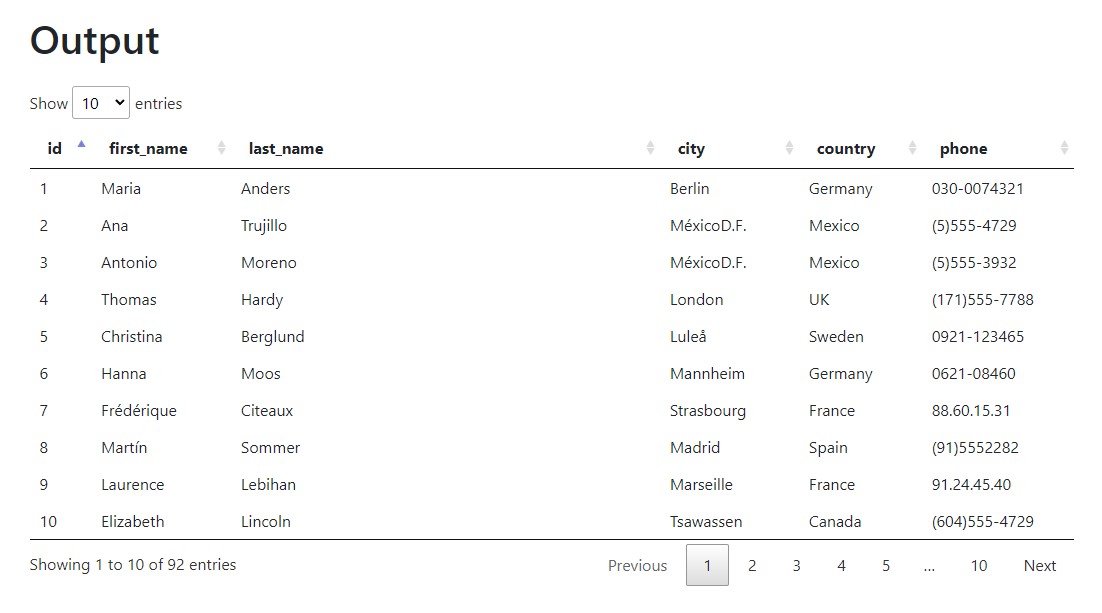 Output
Show 10 entries
id first_name last_name city country phone
1 Maria Anders Berlin Germany 030-0074321
2 Ana Trujillo MéxicoD.F. Mexico (5)555-4729
3 Antonio Moreno MéxicoD.F. Mexico (5)555-3932
4 Thomas Hardy London UK (171)555-7788
5 Christina Berglund Luleå Sweden 0921-123465
6 Hanna Moos Mannheim Germany 0621-08460
7 Frédérique Citeaux Strasbourg France 88.60.15.31
8 Martín Sommer Madrid Spain (91)5552282
9 Laurence Lebihan Marseille France 91.24.45.40
10 Elizabeth Lincoln Tsawassen Canada (604)555-4729
Showing 1 to 10 of 92 entries Previous 1 2 3 4 5 … 10 Next